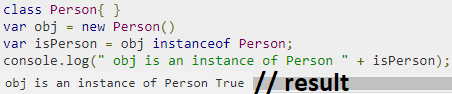 class Person{ }
var obj = new Person()
var isPerson = obj instanceof Person;
console.log(" obj is an instance of Person " + isPerson);
obj is an instance of Person True // result